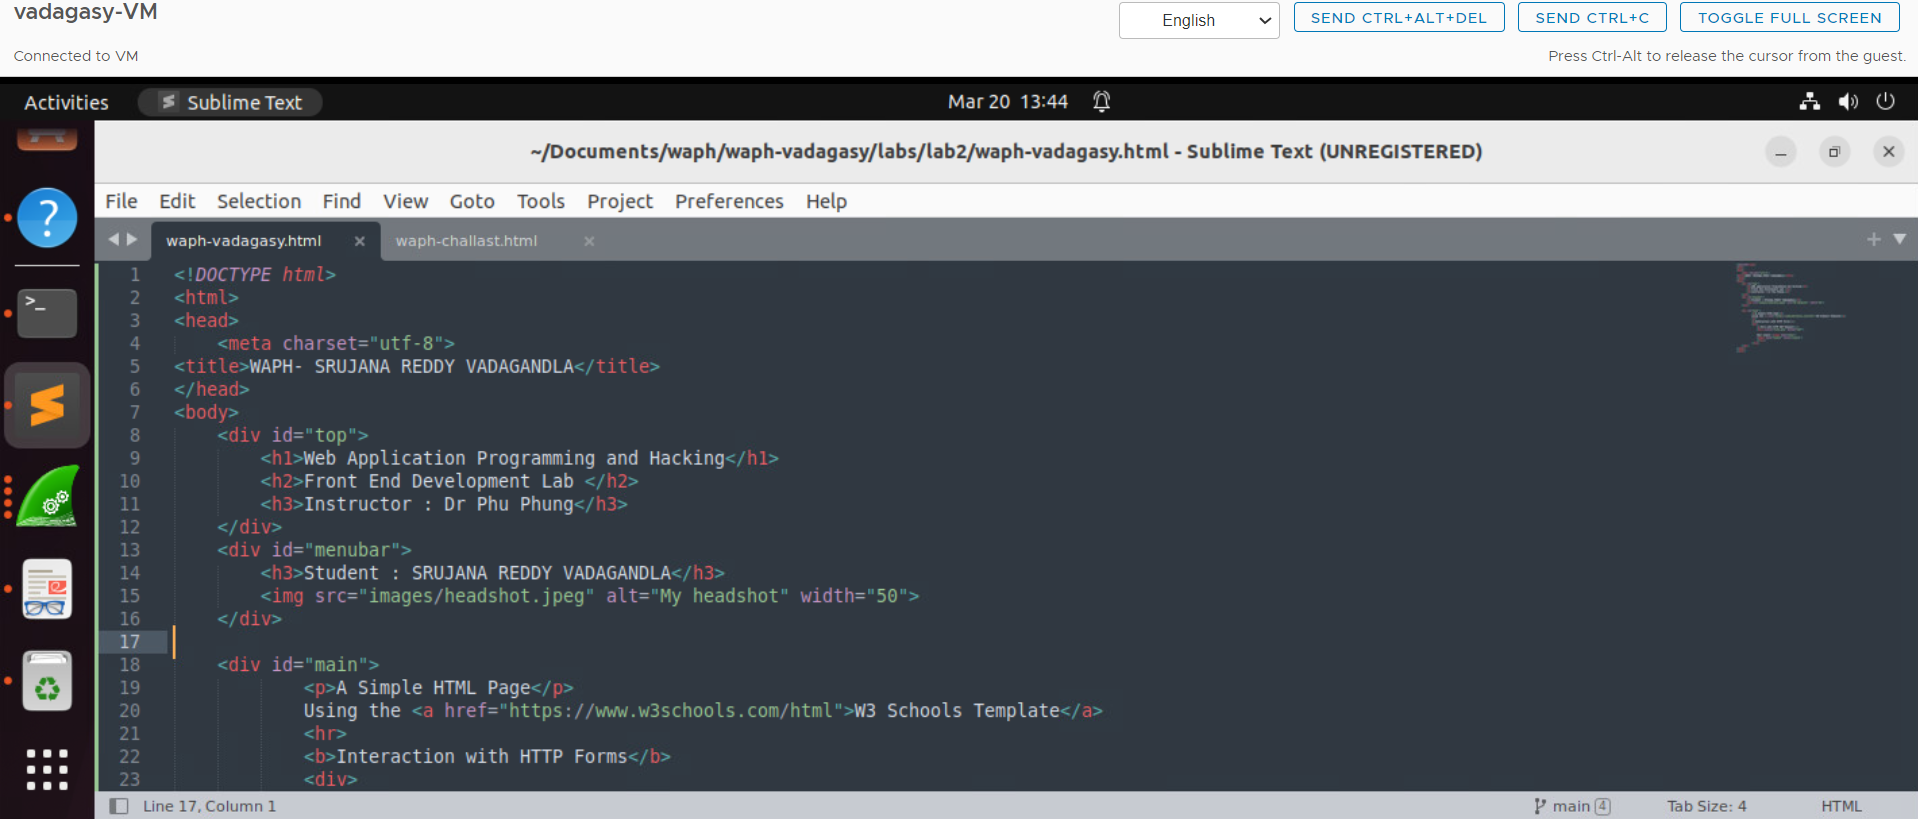 vadagasy-VM
English
SEND CTRL+ALT+DEL
SEND CTRL+C
TOGGLE FULL SCREEN
Connected to VM
Press Ctrl-Alt to release the cursor from the guest.
Activities
Sublime Text
Mar 20 13:44
~/Documents/waph/waph-vadagasy/labs/lab2/waph-vadagasy.html - Sublime Text (UNREGISTERED)
File Edit Selection Find View Goto Tools Project Preferences Help
waph-vadagasy.html
waph-challast.html
1 <!DOCTYPE html>
2 <html>
3 <head>
4     <meta charset="utf-8">
5 <title>WAPH- SRUJANA REDDY VADAGANDLA</title>
6 </head>
7 <body>
8     <div id="top">
9         <h1>Web Application Programming and Hacking</h1>
10         <h2>Front End Development Lab </h2>
11         <h3>Instructor : Dr Phu Phung</h3>
12     </div>
13     <div id="menubar">
14         <h3>Student : SRUJANA REDDY VADAGANDLA</h3>
15         <img src="images/headshot.jpeg" alt="My headshot" width="50">
16     </div>
17
18     <div id="main">
19             <p>A Simple HTML Page</p>
20             Using the <a href="https://www.w3schools.com/html">W3 Schools Template</a>
21             <hr>
22             <b>Interaction with HTTP Forms</b>
23             <div>
Line 17, Column 1
main 4
Tab Size: 4
HTML